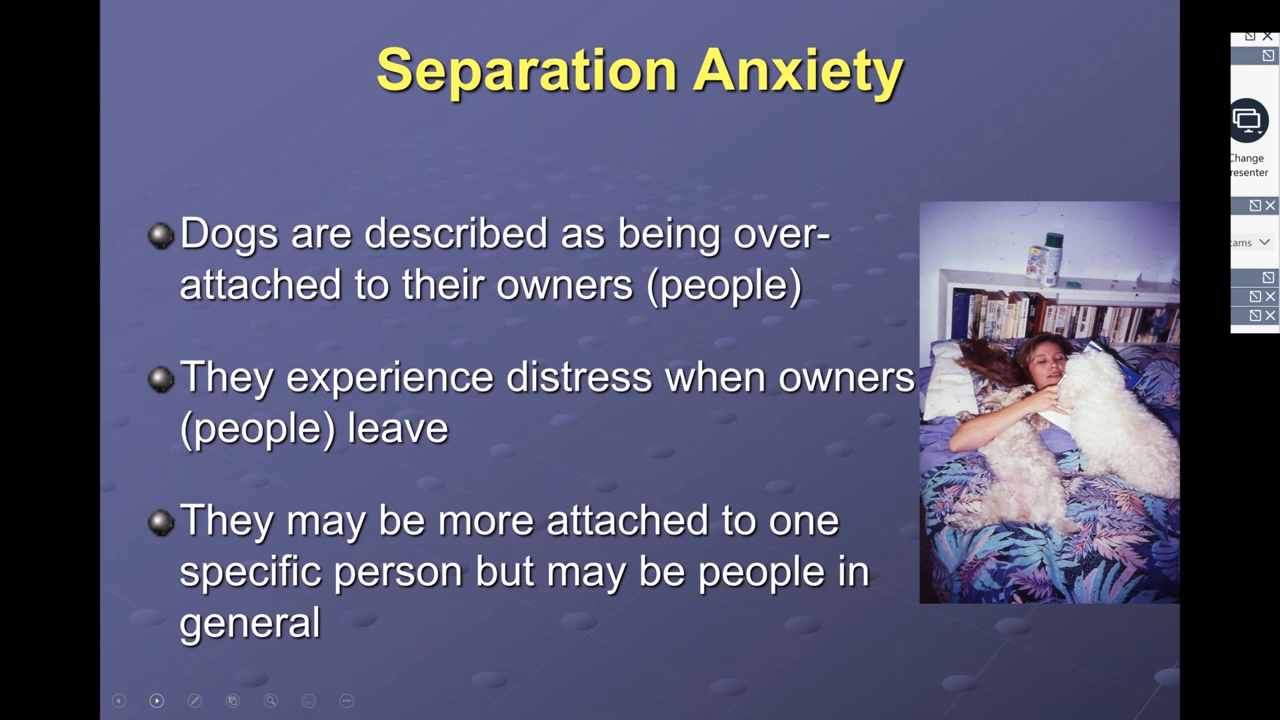 Separation Anxiety
Dogs are described as being over-
attached to their owners (people)
They experience distress when owners
(people) leave
They may be more attached to one
specific person but may be people in
general
Change
resenter